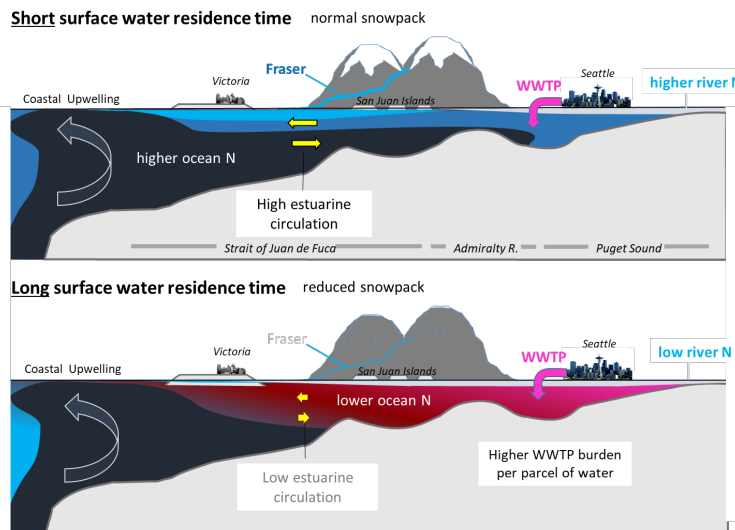 Short surface water residence time normal snowpack
Fraser
Victoria
Seattle
WWTP
higher river N
Coastal Upwelling
San Juan Islands
higher ocean N
High estuarine
circulation
Strait of Juan de Fuca
Admiralty R.
Puget Sound
Long surface water residence time reduced snowpack
Fraser
Victoria
Seattle
WWTP
low river N
Coastal Upwelling
San Juan Islands
lower ocean N
Low estuarine
circulation
Higher WWTP burden
per parcel of water